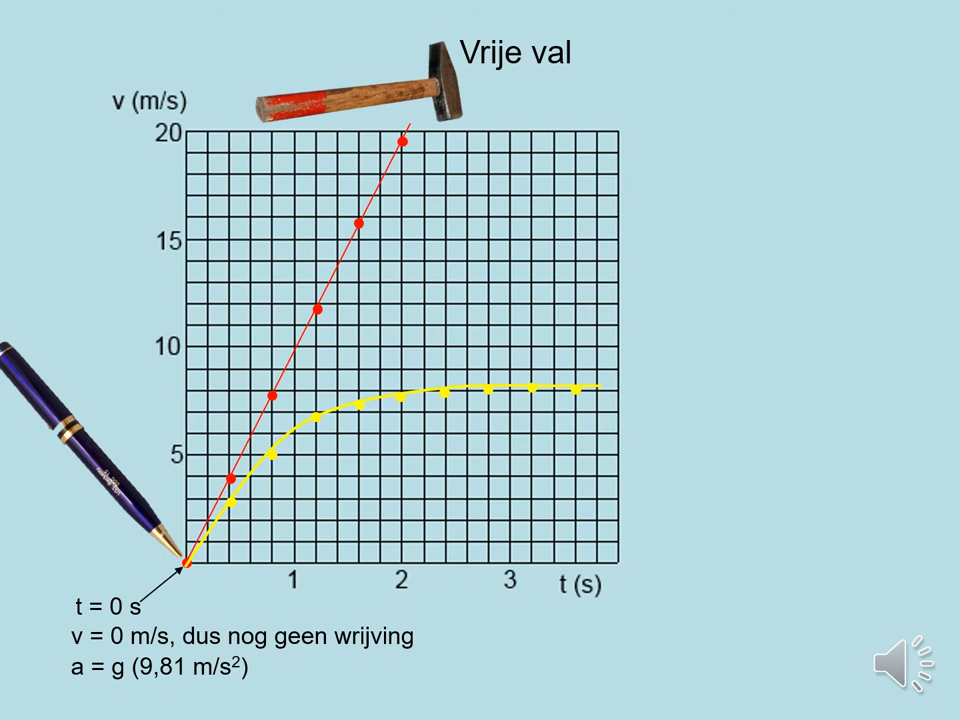 Vrije val
v (m/s)
20
15
10
5
1 2 3 t (s)
t = 0 s
v = 0 m/s, dus nog geen wrijving
a = g (9,81 m/s²)